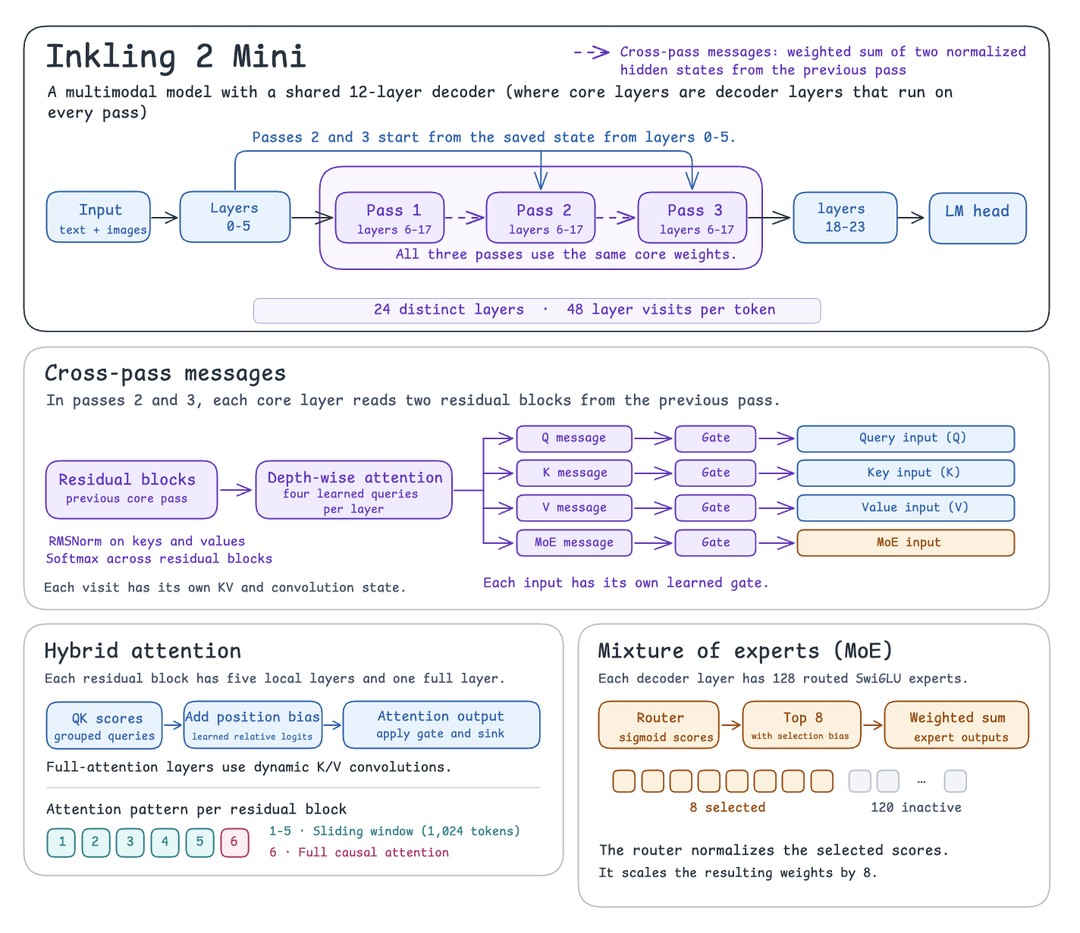 Inkling 2 Mini
Cross-pass messages: weighted sum of two normalized
hidden states from the previous pass
A multimodal model with a shared 12-layer decoder (where core layers are decoder layers that run on
every pass)
Passes 2 and 3 start from the saved state from layers 0-5.
Input
text + images
Layers
0-5
Pass 1
layers 6-17
Pass 2
layers 6-17
Pass 3
layers 6-17
layers
18-23
LM head
All three passes use the same core weights.
24 distinct layers · 48 layer visits per token
Cross-pass messages
In passes 2 and 3, each core layer reads two residual blocks from the previous pass.
Residual blocks
previous core pass
Depth-wise attention
four learned queries
per layer
Q message
Gate
Query input (Q)
K message
Gate
Key input (K)
V message
Gate
Value input (V)
MoE message
Gate
MoE input
RMSNorm on keys and values
Softmax across residual blocks
Each visit has its own KV and convolution state.
Each input has its own learned gate.
Hybrid attention
Each residual block has five local layers and one full layer.
QK scores
grouped queries
Add position bias
learned relative logits
Attention output
apply gate and sink
Full-attention layers use dynamic K/V convolutions.
Attention pattern per residual block
1 2 3 4 5 6
1-5 · Sliding window (1,024 tokens)
6 · Full causal attention
Mixture of experts (MoE)
Each decoder layer has 128 routed SwiGLU experts.
Router
sigmoid scores
Top 8
with selection bias
Weighted sum
expert outputs
…
8 selected
120 inactive
The router normalizes the selected scores.
It scales the resulting weights by 8.